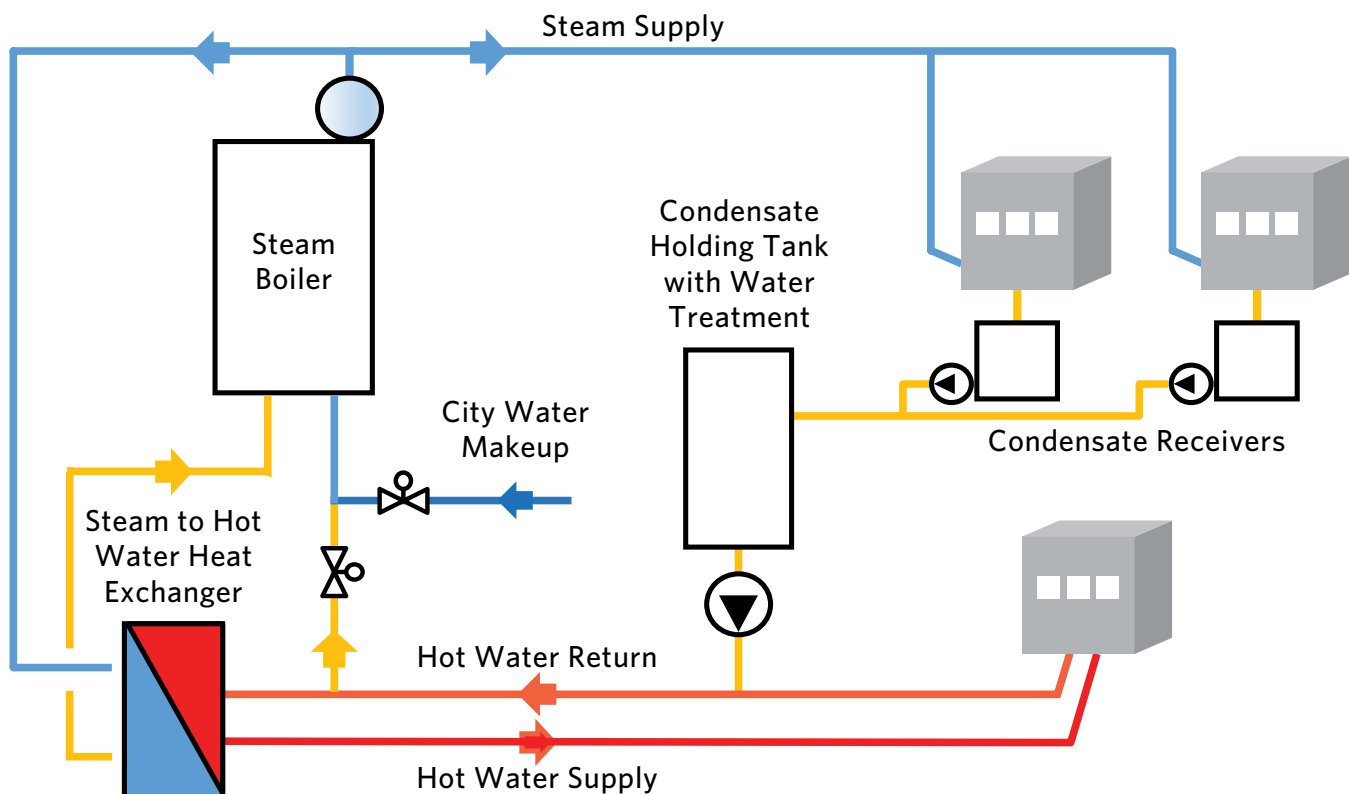 Steam Supply
Steam
Boiler
Condensate
Holding Tank
with Water
Treatment
City Water
Makeup
Condensate Receivers
Steam to Hot
Water Heat
Exchanger
Hot Water Return
Hot Water Supply